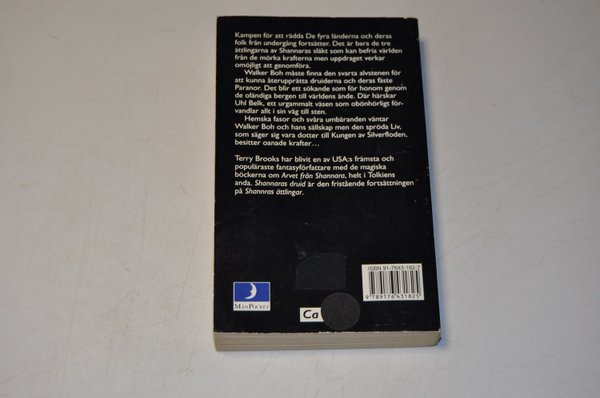 Kampen för att rädda De fyra länderna och deras
folk från undergång fortsätter. Det är bara de tre
ättlingarna av Shannaras släkt som kan befria världen
från de mörka krafterna men uppdraget verkar
omöjligt att genomföra.
Walker Boh måste finna den svarta alvstenen för
att kunna återupprätta druiderna och deras fäste
Paranor. Det blir ett sökande som för honom genom
de oländiga bergen till världens ände. Där härskar
Uhl Belk, ett urgammalt väsen som obönhörligt för-
vandlar allt i sin väg till sten.
Hemska fasor och svåra umbäranden väntar
Walker Boh och hans sällskap men den spröda Liv,
som säger sig vara dotter till Kungen av Silverfloden,
besitter oanade krafter...
Terry Brooks har blivit en av USA:s främsta och
populäraste fantasyförfattare med de magiska
böckerna om Arvet från Shannara, helt i Tolkiens
anda. Shannaras druid är den fristående fortsättningen
på Shannras ättlingar.
ISBN 91-7643-182-7
9 789176 431825
MånPocket
Ca